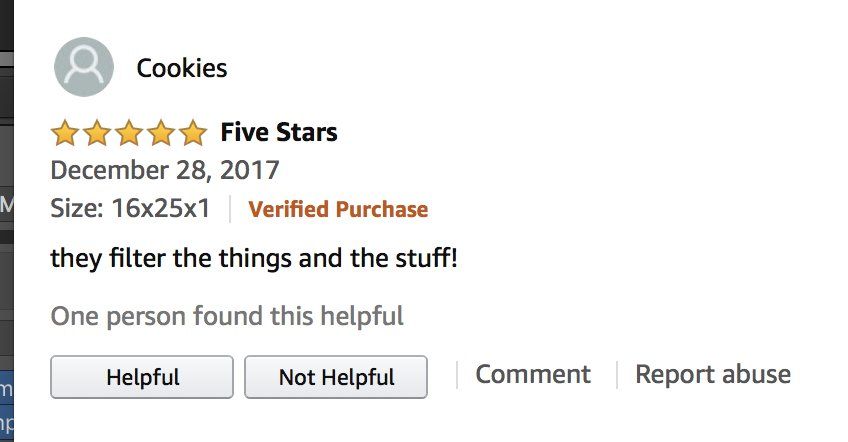 Cookies
Five Stars
December 28, 2017
Size: 16x25x1 Verified Purchase
they filter the things and the stuff!
One person found this helpful
Helpful Not Helpful Comment Report abuse